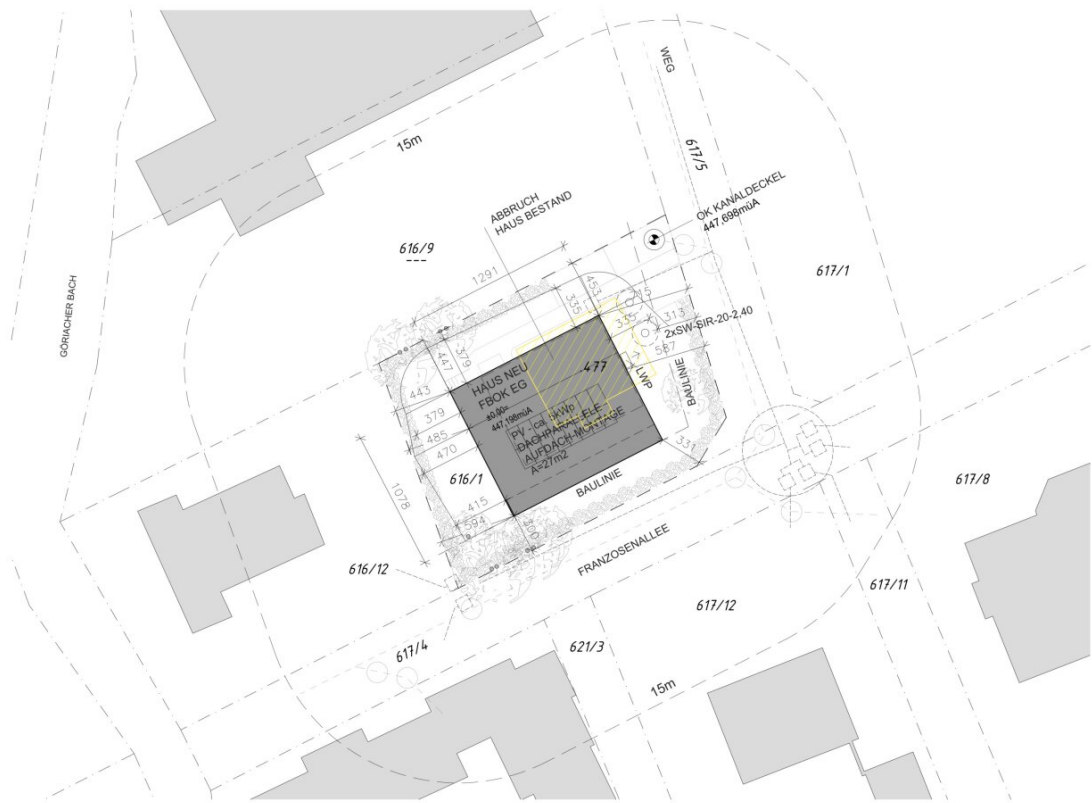 WEG
15m
617/5
OK KANALDECKEL
447,698müA
ABBRUCH
HAUS BESTAND
616/9
617/1
GÖRIACHER BACH
1291
453
335
335
313
2xSW-SIR-20-2,40
587
447
379
443
379
485
470
HAUS NEU
FBOK EG
±0,00=
447,198müA
.477
LWP
BAULINIE
PV - ca. 5kWp
DACHPARALLELE
AUFDACH-MONTAGE
A=27m2
1078
616/1
415
594
300
331
BAULINIE
FRANZOSENALLEE
617/8
616/12
617/4
617/12
617/11
621/3
15m